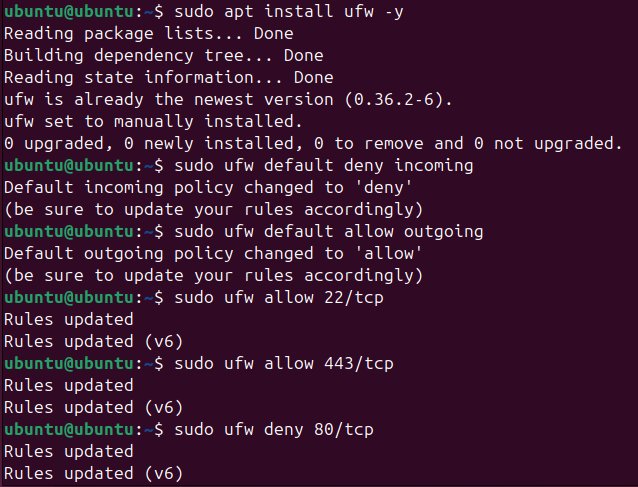 ubuntu@ubuntu:~$ sudo apt install ufw -y
Reading package lists... Done
Building dependency tree... Done
Reading state information... Done
ufw is already the newest version (0.36.2-6).
ufw set to manually installed.
0 upgraded, 0 newly installed, 0 to remove and 0 not upgraded.
ubuntu@ubuntu:~$ sudo ufw default deny incoming
Default incoming policy changed to 'deny'
(be sure to update your rules accordingly)
ubuntu@ubuntu:~$ sudo ufw default allow outgoing
Default outgoing policy changed to 'allow'
(be sure to update your rules accordingly)
ubuntu@ubuntu:~$ sudo ufw allow 22/tcp
Rules updated
Rules updated (v6)
ubuntu@ubuntu:~$ sudo ufw allow 443/tcp
Rules updated
Rules updated (v6)
ubuntu@ubuntu:~$ sudo ufw deny 80/tcp
Rules updated
Rules updated (v6)